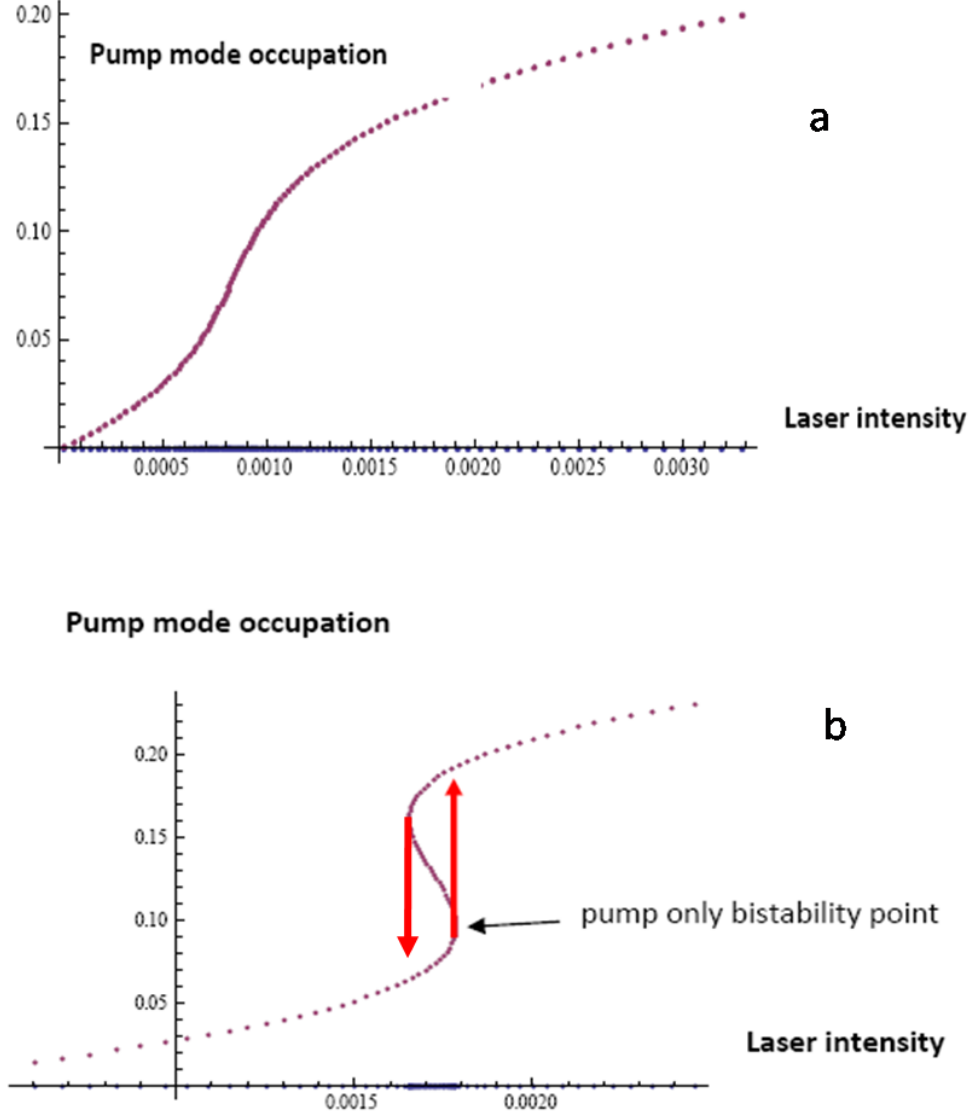 0.20
Pump mode occupation
a
0.15
0.10
0.05
Laser intensity
0.0005 0.0010 0.0015 0.0020 0.0025 0.0030
Pump mode occupation
b
0.20
0.15
0.10
pump only bistability point
0.05
Laser intensity
0.0015 0.0020